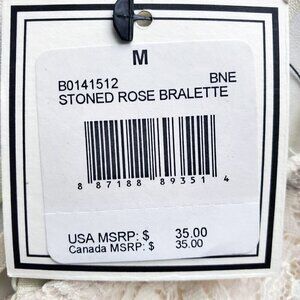 M
B0141512 BNE
STONED ROSE BRALETTE
8 87188 89351 4
USA MSRP: $ 35.00
Canada MSRP: $ 35.00